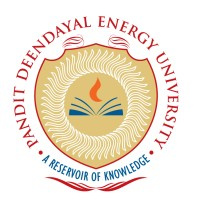 PANDIT DEENDAYAL ENERGY UNIVERSITY
A RESERVOIR OF KNOWLEDGE